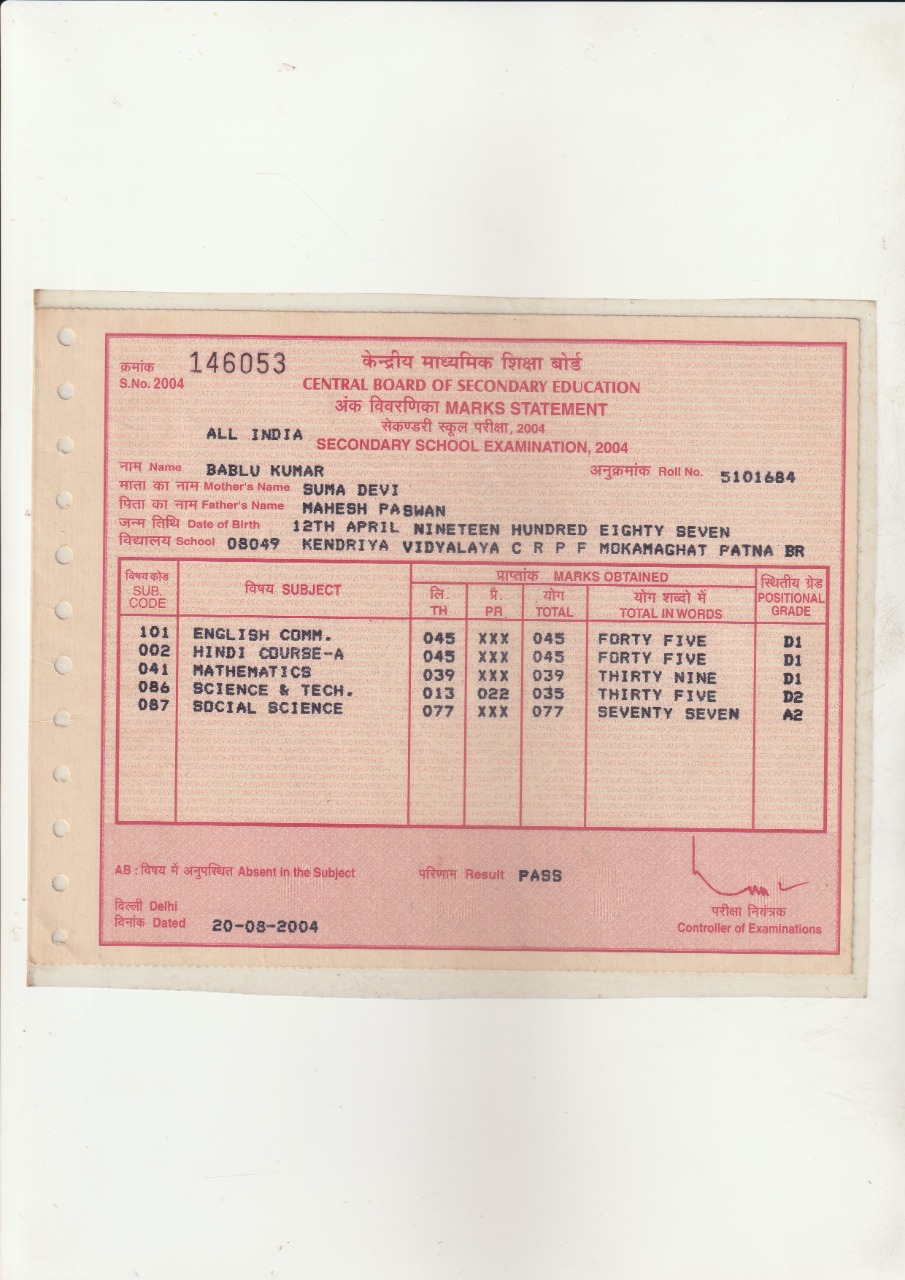 क्रमांक 146053 केन्द्रीय माध्यमिक शिक्षा बोर्ड
S.No. 2004 CENTRAL BOARD OF SECONDARY EDUCATION
अंक विवरणिका MARKS STATEMENT
सेकण्डरी स्कूल परीक्षा, 2004
ALL INDIA SECONDARY SCHOOL EXAMINATION, 2004
नाम Name BABLU KUMAR अनुक्रमांक Roll No. 5101684
माता का नाम Mother's Name SUMA DEVI
पिता का नाम Father's Name MAHESH PASWAN
जन्म तिथि Date of Birth 12TH APRIL NINETEEN HUNDRED EIGHTY SEVEN
विद्यालय School 08049 KENDRIYA VIDYALAYA C R P F MOKAMAGHAT PATNA BR
विषय कोड SUB. CODE विषय SUBJECT प्राप्तांक MARKS OBTAINED स्थितीय ग्रेड POSITIONAL GRADE
लि. TH प्रै. PR. योग TOTAL योग शब्दो में TOTAL IN WORDS
101 ENGLISH COMM. 045 XXX 045 FORTY FIVE D1
002 HINDI COURSE-A 045 XXX 045 FORTY FIVE D1
041 MATHEMATICS 039 XXX 039 THIRTY NINE D1
086 SCIENCE & TECH. 013 022 035 THIRTY FIVE D2
087 SOCIAL SCIENCE 077 XXX 077 SEVENTY SEVEN A2
AB : विषय में अनुपस्थित Absent in the Subject परिणाम Result PASS
दिल्ली Delhi
दिनांक Dated 20-08-2004
परीक्षा नियंत्रक
Controller of Examinations